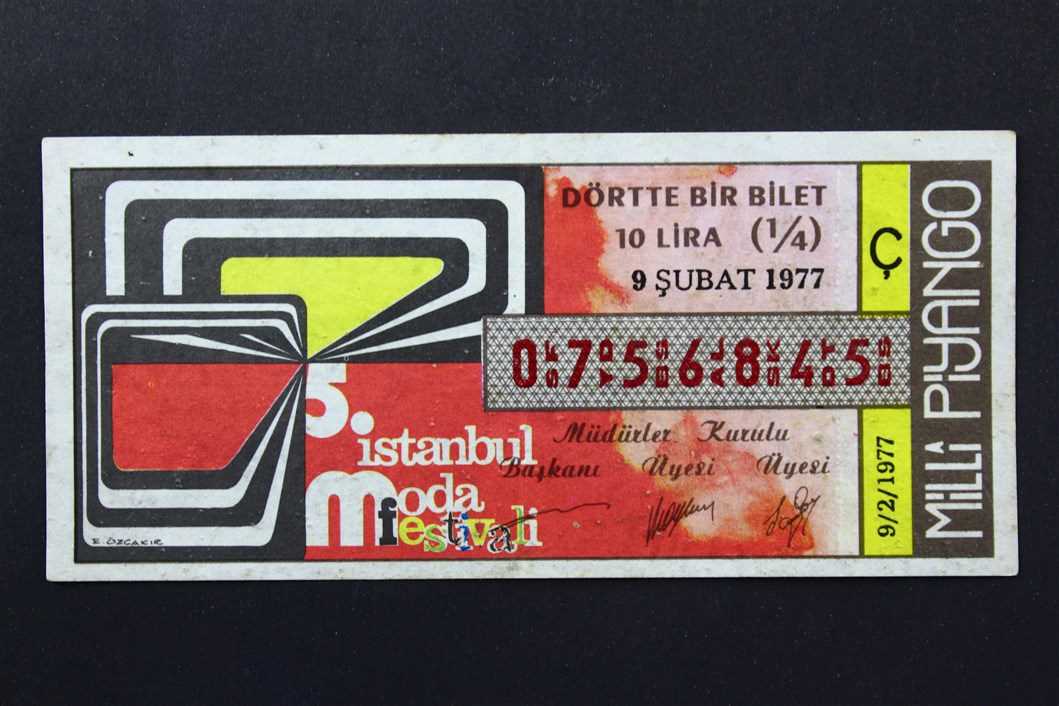 DÖRTTE BİR BİLET
10 LİRA (1/4)
9 ŞUBAT 1977
Ç
0 7 5 6 8 4 5
5. istanbul
moda
festivali
Müdürler Kurulu
Başkanı Üyesi Üyesi
E. ÖZÇAKIR
9/2/1977
MİLLİ PİYANGO